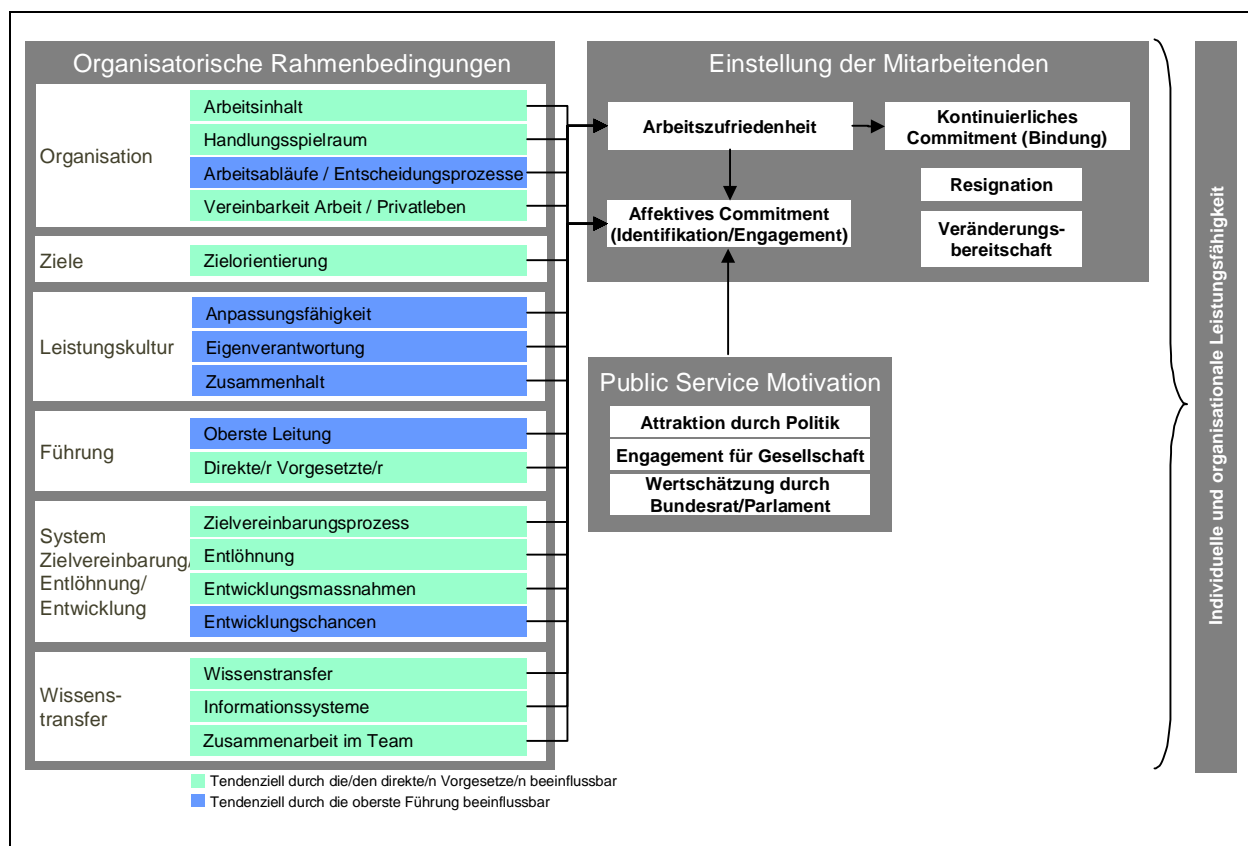 Organisatorische Rahmenbedingungen
Organisation
Arbeitsinhalt
Handlungsspielraum
Arbeitsabläufe / Entscheidungsprozesse
Vereinbarkeit Arbeit / Privatleben
Ziele
Zielorientierung
Leistungskultur
Anpassungsfähigkeit
Eigenverantwortung
Zusammenhalt
Führung
Oberste Leitung
Direkte/r Vorgesetzte/r
System
Zielvereinbarung/
Entlöhnung/
Entwicklung
Zielvereinbarungsprozess
Entlöhnung
Entwicklungsmassnahmen
Entwicklungschancen
Wissens-
transfer
Wissenstransfer
Informationssysteme
Zusammenarbeit im Team
Tendenziell durch die/den direkte/n Vorgesetze/n beeinflussbar
Tendenziell durch die oberste Führung beeinflussbar
Einstellung der Mitarbeitenden
Arbeitszufriedenheit
Kontinuierliches
Commitment (Bindung)
Affektives Commitment
(Identifikation/Engagement)
Resignation
Veränderungs-
bereitschaft
Public Service Motivation
Attraktion durch Politik
Engagement für Gesellschaft
Wertschätzung durch
Bundesrat/Parlament
Individuelle und organisationale Leistungsfähigkeit